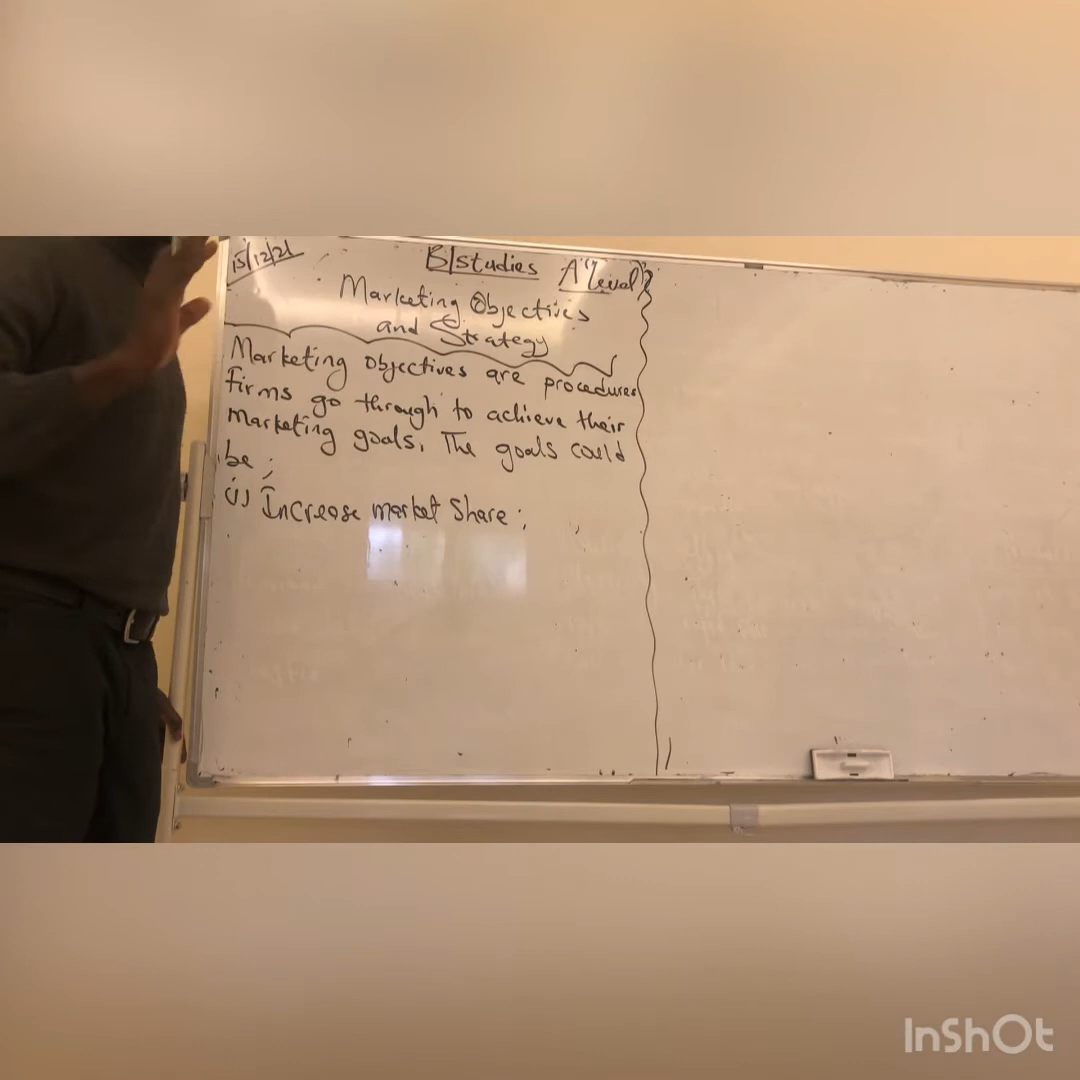 15/12/21
B/studies A'level
Marketing Objectives
and Strategy
Marketing objectives are procedures
firms go through to achieve their
marketing goals. The goals could
be ;
(i) Increase market share :
InShOt